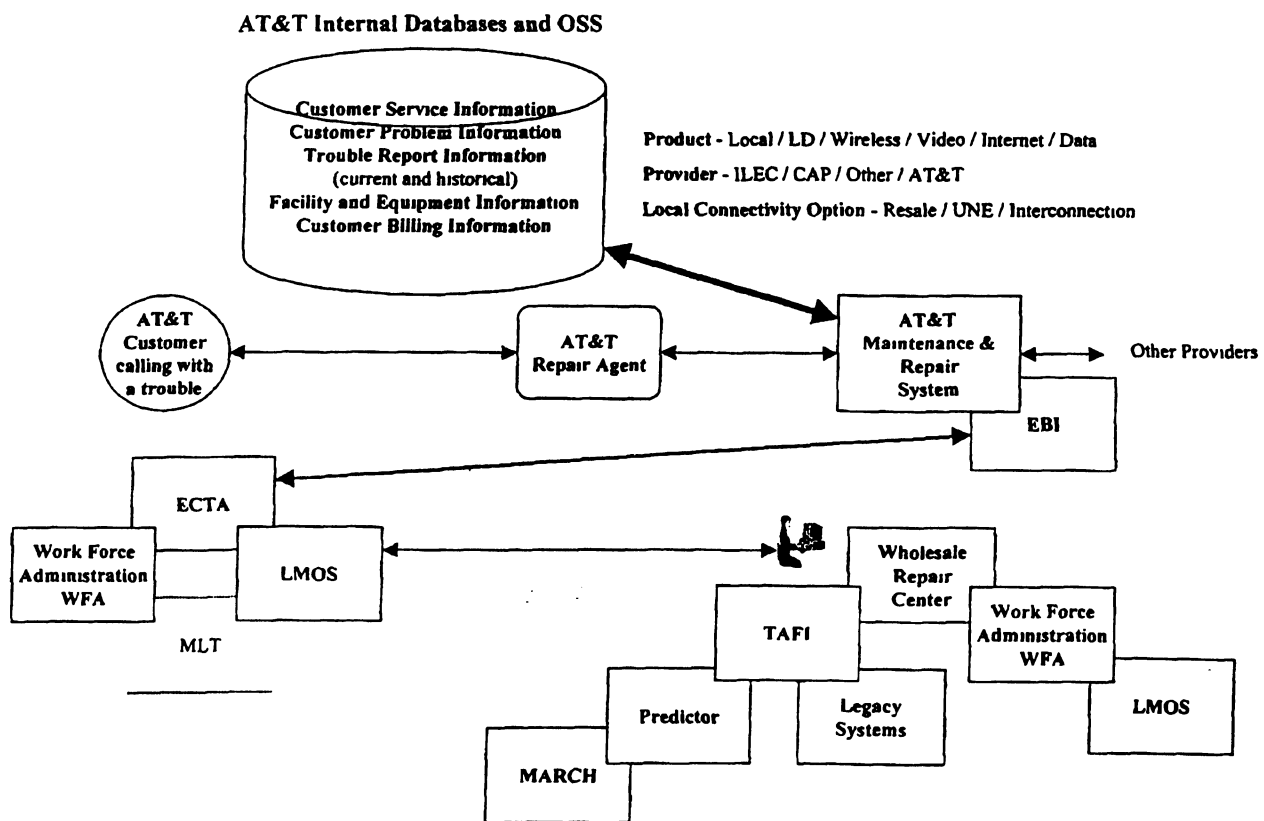 AT&T Internal Databases and OSS
Customer Service Information
Customer Problem Information
Trouble Report Information
(current and historical)
Facility and Equipment Information
Customer Billing Information
Product - Local / LD / Wireless / Video / Internet / Data
Provider - ILEC / CAP / Other / AT&T
Local Connectivity Option - Resale / UNE / Interconnection
AT&T
Customer
calling with
a trouble
AT&T
Repair Agent
AT&T
Maintenance &
Repair
System
Other Providers
EBI
ECTA
Work Force
Administration
WFA
LMOS
MLT
Wholesale
Repair
Center
TAFI
Work Force
Administration
WFA
Predictor
Legacy
Systems
LMOS
MARCH